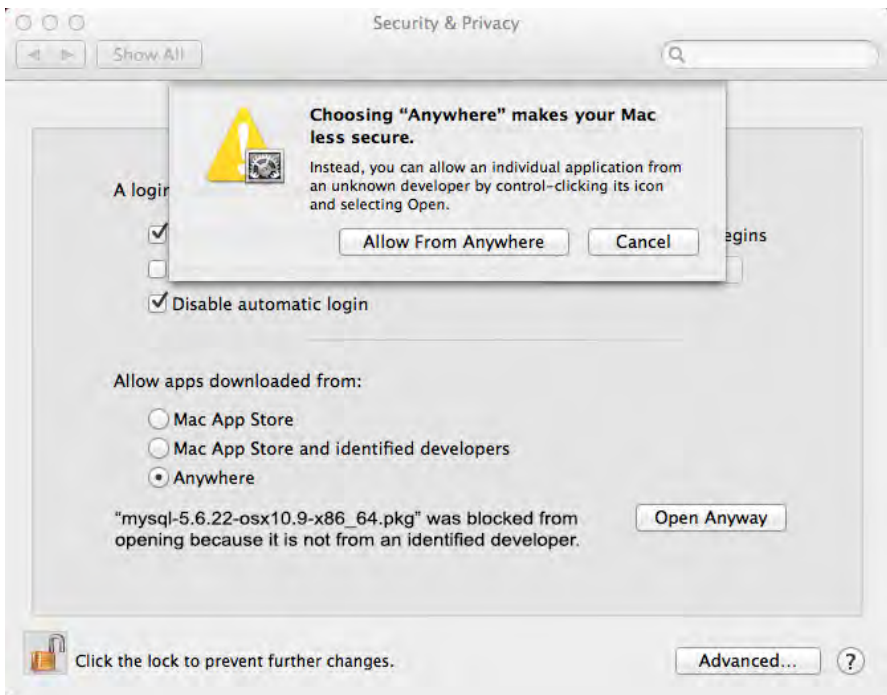 Security & Privacy
Show All
Choosing “Anywhere” makes your Mac
less secure.
Instead, you can allow an individual application from
an unknown developer by control-clicking its icon
and selecting Open.
Allow From Anywhere
Cancel
A login
egins
Disable automatic login
Allow apps downloaded from:
Mac App Store
Mac App Store and identified developers
Anywhere
“mysql-5.6.22-osx10.9-x86_64.pkg” was blocked from
opening because it is not from an identified developer.
Open Anyway
Click the lock to prevent further changes.
Advanced...
?